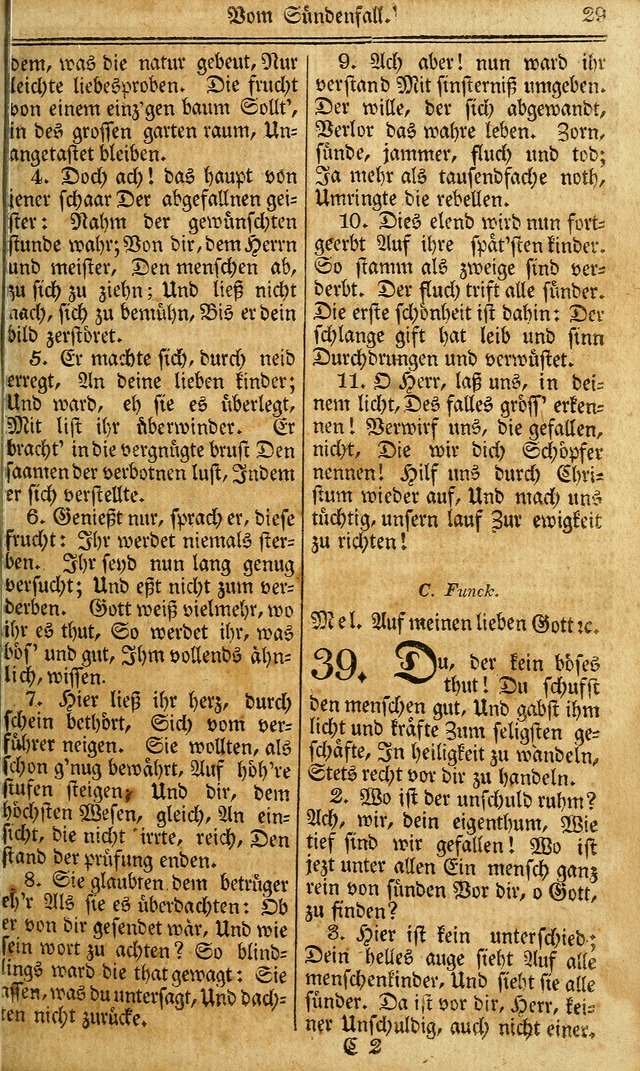 Vom Sündenfall. 29
dem, was die natur gebeut, Nur
leichte liebesproben. Die frucht
von einem einz'gen baum Sollt',
in des grossen garten raum, Un=
angetastet bleiben.
4. Doch ach! das haupt von
jener schaar Der abgefallnen gei=
ster: Nahm der gewünschten
stunde wahr; Von dir, dem Herrn
und meister, Den menschen ab,
zu sich zu ziehn; Und ließ nicht
nach, sich zu bemühn, Bis er dein
bild zerstöret.
5. Er machte sich, durch neid
erregt, An deine lieben kinder;
Und ward, eh sie es überlegt,
Mit list ihr überwinder. Er
bracht' in die vergnügte brust Den
saamen der verbotnen lust, Indem
er sich verstellte.
6. Genießt nur, sprach er, diese
frucht: Ihr werdet niemals ster=
ben. Ihr seyd nun lang genug
versucht; Und eßt nicht zum ver=
derben. Gott weiß vielmehr, wo
ihr es thut, So werdet ihr, was
bös' und gut, Ihm vollends ähn=
lich, wissen.
7. Hier ließ ihr herz, durch
schein bethört, Sich vom ver=
führer neigen. Sie wollten, als
schon g'nug bewährt, Auf höh're
stufen steigen; Und dir, dem
höchsten Wesen, gleich, An ein=
sicht, die nicht irrte, reich, Den
stand der prüfung enden.
8. Sie glaubten dem betrüger
eh'r Als sie es überdachten: Ob
er von dir gesendet wär, Und wie
sein wort zu achten? So blind=
lings ward die that gewagt: Sie
assen, was du untersagt, Und dach=
ten nicht zurücke.
9. Ach aber! nun ward ihr
verstand Mit finsterniß umgeben.
Der wille, der sich abgewandt,
Verlor das wahre leben. Zorn,
sünde, jammer, fluch und tod;
Ja mehr als tausendfache noth,
Umringte die rebellen.
10. Dies elend wird nun fort=
geerbt Auf ihre spät'sten kinder.
So stamm als zweige sind ver=
derbt. Der fluch trift alle sünder.
Die erste schönheit ist dahin: Der
schlange gift hat leib und sinn
Durchdrungen und verwüstet.
11. O Herr, laß uns, in dei=
nem licht, Des falles gröss' erken=
nen! Verwirf uns, die gefallen,
nicht, Die wir dich Schöpfer
nennen! Hilf uns durch Chri=
stum wieder auf, Und mach uns
tüchtig, unsern lauf Zur ewigkeit
zu richten!
C. Funck.
Mel. Auf meinen lieben Gott ꝛc.
39. Du, der kein böses
thut! Du schufst
den menschen gut, Und gabst ihm
licht und kräfte Zum seligsten ge=
schäfte, In heiligkeit zu wandeln,
Stets recht vor dir zu handeln.
2. Wo ist der unschuld ruhm?
Ach, wir, dein eigenthum, Wie
tief sind wir gefallen! Wo ist
jezt unter allen Ein mensch ganz
rein von sünden Vor dir, o Gott,
zu finden?
3. Hier ist kein unterschied;
Dein helles auge sieht Auf alle
menschenkinder, Und sieht sie alle
sünder. Da ist vor dir, Herr, kei=
ner Unschuldig, auch nicht einer.
C 2